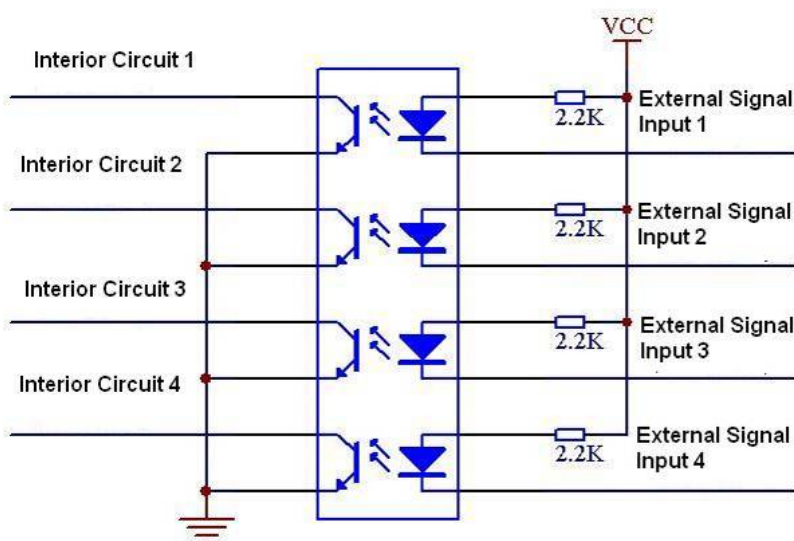 VCC
Interior Circuit 1
External Signal
Input 1
2.2K
Interior Circuit 2
External Signal
Input 2
2.2K
Interior Circuit 3
External Signal
Input 3
2.2K
Interior Circuit 4
External Signal
Input 4
2.2K